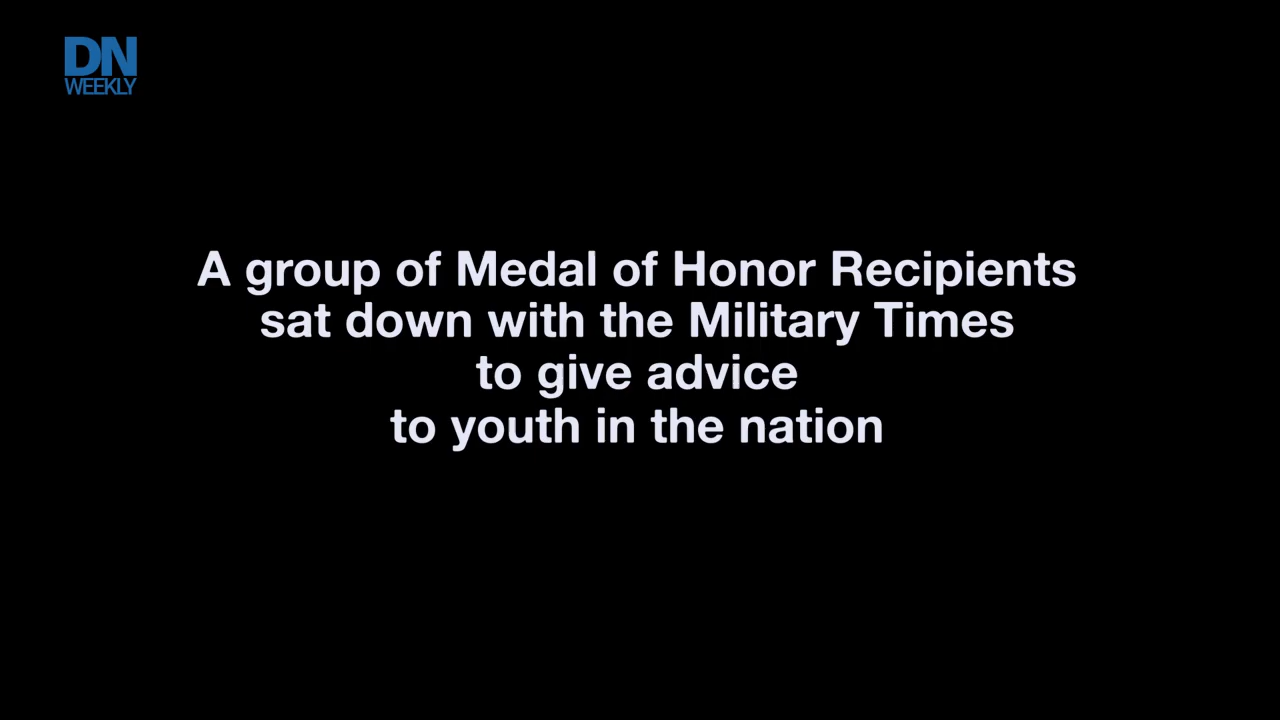 DN
WEEKLY
A group of Medal of Honor Recipients
sat down with the Military Times
to give advice
to youth in the nation